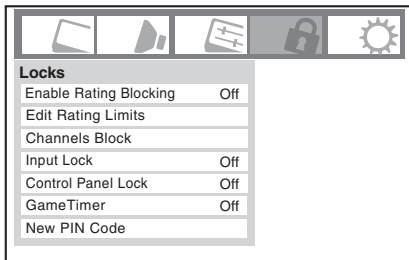 Locks
Enable Rating Blocking Off
Edit Rating Limits
Channels Block
Input Lock Off
Control Panel Lock Off
GameTimer Off
New PIN Code